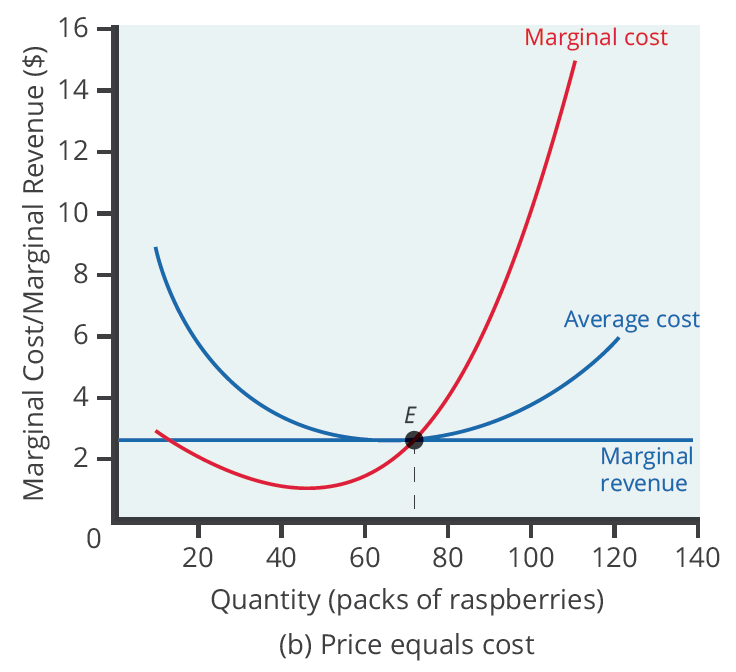 Marginal Cost/Marginal Revenue ($)
16
14
12
10
8
6
4
2
0
Marginal cost
Average cost
E
Marginal
revenue
20 40 60 80 100 120 140
Quantity (packs of raspberries)
(b) Price equals cost